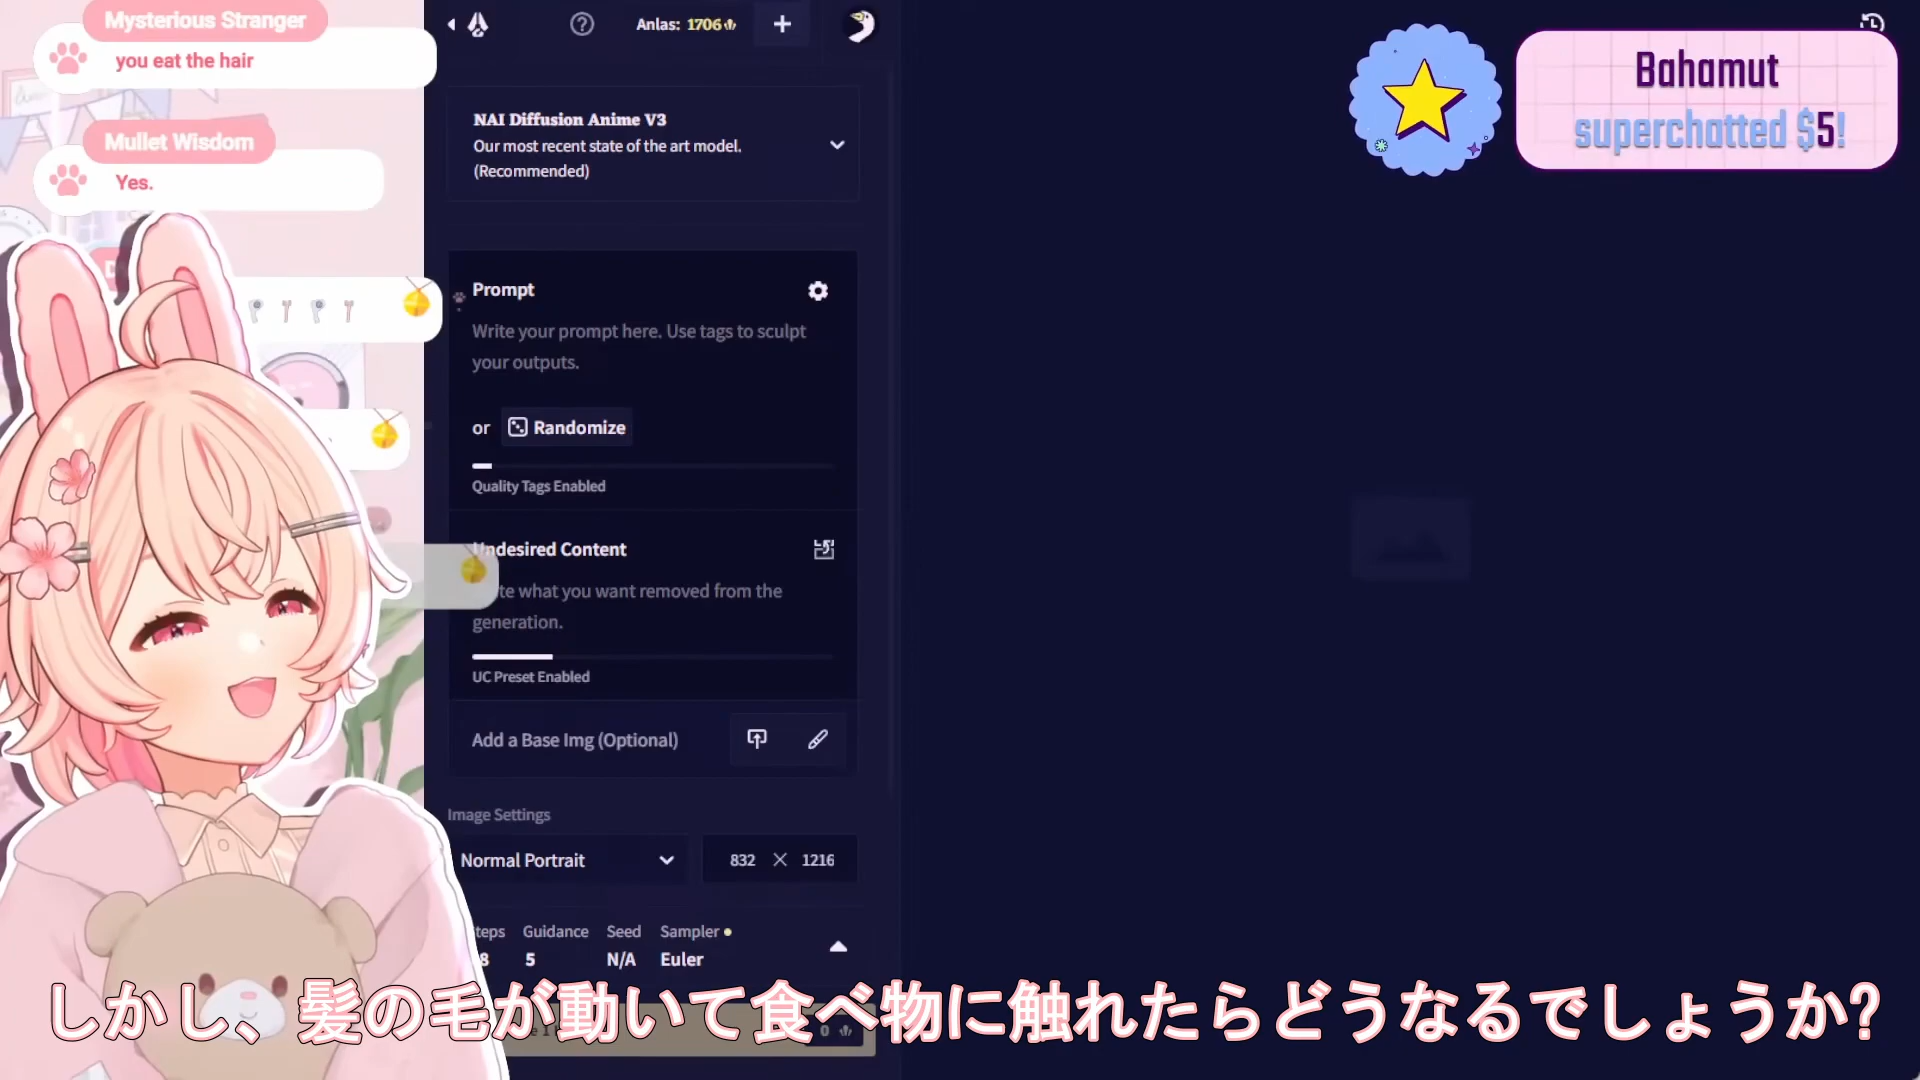 Mysterious Stranger
you eat the hair
Mullet Wisdom
Yes.
Anlas: 1706
NAI Diffusion Anime V3
Our most recent state of the art model.
(Recommended)
Prompt
Write your prompt here. Use tags to sculpt
your outputs.
or Randomize
Quality Tags Enabled
Undesired Content
what you want removed from the
generation.
UC Preset Enabled
Add a Base Img (Optional)
Image Settings
Normal Portrait
832 × 1216
Guidance Seed Sampler
5 N/A Euler
0
Bahamut
superchatted $5!
しかし、髪の毛が動いて食べ物に触れたらどうなるでしょうか?